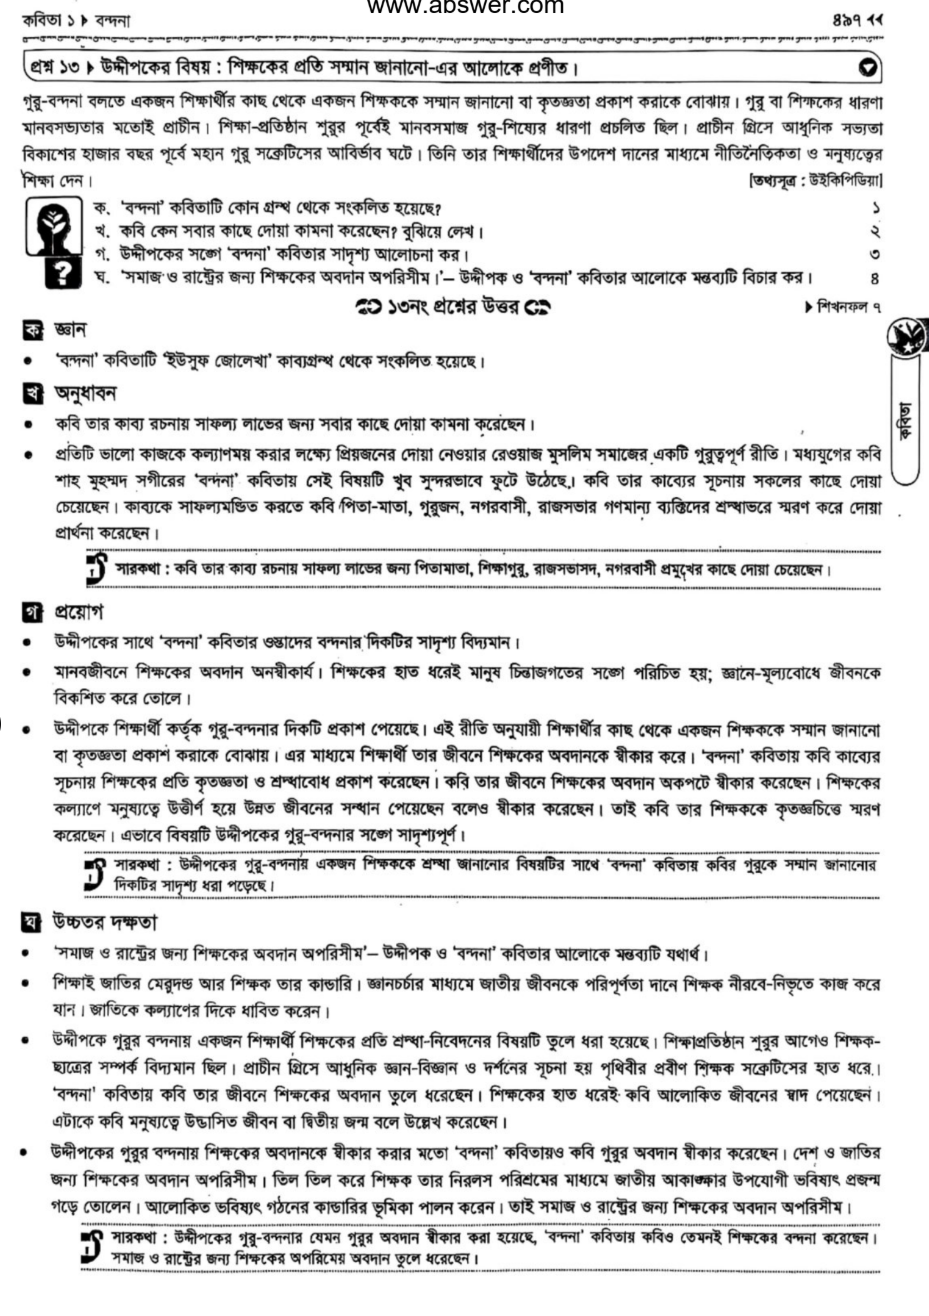 www.abswer.com
কবিতা ১ ▶ বন্দনা
৪৯৭ ◀◀
প্রশ্ন ১৩ ▶ উদ্দীপকের বিষয় : শিক্ষকের প্রতি সম্মান জানানো-এর আলোকে প্রণীত।
গুরু-বন্দনা বলতে একজন শিক্ষার্থীর কাছ থেকে একজন শিক্ষককে সম্মান জানানো বা কৃতজ্ঞতা প্রকাশ করাকে বোঝায়। গুরু বা শিক্ষকের ধারণা
মানবসভ্যতার মতোই প্রাচীন। শিক্ষা-প্রতিষ্ঠান শুরুর পূর্বেই মানবসমাজ গুরু-শিষ্যের ধারণা প্রচলিত ছিল। প্রাচীন গ্রিসে আধুনিক সভ্যতা
বিকাশের হাজার বছর পূর্বে মহান গুরু সক্রেটিসের আবির্ভাব ঘটে। তিনি তার শিক্ষার্থীদের উপদেশ দানের মাধ্যমে নীতিনৈতিকতা ও মনুষ্যত্বের
শিক্ষা দেন।
[তথ্যসূত্র : উইকিপিডিয়া]
ক. ‘বন্দনা’ কবিতাটি কোন গ্রন্থ থেকে সংকলিত হয়েছে? ১
খ. কবি কেন সবার কাছে দোয়া কামনা করেছেন? বুঝিয়ে লেখ। ২
গ. উদ্দীপকের সঙ্গে ‘বন্দনা’ কবিতার সাদৃশ্য আলোচনা কর। ৩
ঘ. ‘সমাজ ও রাষ্ট্রের জন্য শিক্ষকের অবদান অপরিসীম।’– উদ্দীপক ও ‘বন্দনা’ কবিতার আলোকে মন্তব্যটি বিচার কর। ৪
১৩নং প্রশ্নের উত্তর
▶ শিখনফল ৭
ক জ্ঞান
• ‘বন্দনা’ কবিতাটি ‘ইউসুফ জোলেখা’ কাব্যগ্রন্থ থেকে সংকলিত হয়েছে।
খ অনুধাবন
• কবি তার কাব্য রচনায় সাফল্য লাভের জন্য সবার কাছে দোয়া কামনা করেছেন।
• প্রতিটি ভালো কাজকে কল্যাণময় করার লক্ষ্যে প্রিয়জনের দোয়া নেওয়ার রেওয়াজ মুসলিম সমাজের একটি গুরুত্বপূর্ণ রীতি। মধ্যযুগের কবি
শাহ মুহম্মদ সগীরের ‘বন্দনা’ কবিতায় সেই বিষয়টি খুব সুন্দরভাবে ফুটে উঠেছে। কবি তার কাব্যের সূচনায় সকলের কাছে দোয়া
চেয়েছেন। কাব্যকে সাফল্যমণ্ডিত করতে কবি পিতা-মাতা, গুরুজন, নগরবাসী, রাজসভার গণমান্য ব্যক্তিদের শ্রদ্ধাভরে স্মরণ করে দোয়া
প্রার্থনা করেছেন।
সারকথা : কবি তার কাব্য রচনায় সাফল্য লাভের জন্য পিতামাতা, শিক্ষাগুরু, রাজসভাসদ, নগরবাসী প্রমুখের কাছে দোয়া চেয়েছেন।
গ প্রয়োগ
• উদ্দীপকের সাথে ‘বন্দনা’ কবিতার ওস্তাদের বন্দনার দিকটির সাদৃশ্য বিদ্যমান।
• মানবজীবনে শিক্ষকের অবদান অনস্বীকার্য। শিক্ষকের হাত ধরেই মানুষ চিন্তাজগতের সঙ্গে পরিচিত হয়; জ্ঞানে-মূল্যবোধে জীবনকে
বিকশিত করে তোলে।
• উদ্দীপকে শিক্ষার্থী কর্তৃক গুরু-বন্দনার দিকটি প্রকাশ পেয়েছে। এই রীতি অনুযায়ী শিক্ষার্থীর কাছ থেকে একজন শিক্ষককে সম্মান জানানো
বা কৃতজ্ঞতা প্রকাশ করাকে বোঝায়। এর মাধ্যমে শিক্ষার্থী তার জীবনে শিক্ষকের অবদানকে স্বীকার করে। ‘বন্দনা’ কবিতায় কবি কাব্যের
সূচনায় শিক্ষকের প্রতি কৃতজ্ঞতা ও শ্রদ্ধাবোধ প্রকাশ করেছেন। কবি তার জীবনে শিক্ষকের অবদান অকপটে স্বীকার করেছেন। শিক্ষকের
কল্যাণে মনুষ্যত্বে উত্তীর্ণ হয়ে উন্নত জীবনের সন্ধান পেয়েছেন বলেও স্বীকার করেছেন। তাই কবি তার শিক্ষককে কৃতজ্ঞচিত্তে স্মরণ
করেছেন। এভাবে বিষয়টি উদ্দীপকের গুরু-বন্দনার সঙ্গে সাদৃশ্যপূর্ণ।
সারকথা : উদ্দীপকের গুরু-বন্দনায় একজন শিক্ষককে শ্রদ্ধা জানানোর বিষয়টির সাথে ‘বন্দনা’ কবিতায় কবির গুরুকে সম্মান জানানোর
দিকটির সাদৃশ্য ধরা পড়েছে।
ঘ উচ্চতর দক্ষতা
• ‘সমাজ ও রাষ্ট্রের জন্য শিক্ষকের অবদান অপরিসীম’– উদ্দীপক ও ‘বন্দনা’ কবিতার আলোকে মন্তব্যটি যথার্থ।
• শিক্ষাই জাতির মেরুদণ্ড আর শিক্ষক তার কান্ডারি। জ্ঞানচর্চার মাধ্যমে জাতীয় জীবনকে পরিপূর্ণতা দানে শিক্ষক নীরবে-নিভৃতে কাজ করে
যান। জাতিকে কল্যাণের দিকে ধাবিত করেন।
• উদ্দীপকে গুরুর বন্দনায় একজন শিক্ষার্থী শিক্ষকের প্রতি শ্রদ্ধা-নিবেদনের বিষয়টি তুলে ধরা হয়েছে। শিক্ষাপ্রতিষ্ঠান শুরুর আগেও শিক্ষক-
ছাত্রের সম্পর্ক বিদ্যমান ছিল। প্রাচীন গ্রিসে আধুনিক জ্ঞান-বিজ্ঞান ও দর্শনের সূচনা হয় পৃথিবীর প্রবীণ শিক্ষক সক্রেটিসের হাত ধরে।
‘বন্দনা’ কবিতায় কবি তার জীবনে শিক্ষকের অবদান তুলে ধরেছেন। শিক্ষকের হাত ধরেই কবি আলোকিত জীবনের স্বাদ পেয়েছেন।
এটাকে কবি মনুষ্যত্বে উদ্ভাসিত জীবন বা দ্বিতীয় জন্ম বলে উল্লেখ করেছেন।
• উদ্দীপকের গুরুর বন্দনায় শিক্ষকের অবদানকে স্বীকার করার মতো ‘বন্দনা’ কবিতায়ও কবি গুরুর অবদান স্বীকার করেছেন। দেশ ও জাতির
জন্য শিক্ষকের অবদান অপরিসীম। তিল তিল করে শিক্ষক তার নিরলস পরিশ্রমের মাধ্যমে জাতীয় আকাঙ্ক্ষার উপযোগী ভবিষ্যৎ প্রজন্ম
গড়ে তোলেন। আলোকিত ভবিষ্যৎ গঠনের কান্ডারির ভূমিকা পালন করেন। তাই সমাজ ও রাষ্ট্রের জন্য শিক্ষকের অবদান অপরিসীম।
সারকথা : উদ্দীপকের গুরু-বন্দনার যেমন গুরুর অবদান স্বীকার করা হয়েছে, ‘বন্দনা’ কবিতায় কবিও তেমনই শিক্ষকের বন্দনা করেছেন।
সমাজ ও রাষ্ট্রের জন্য শিক্ষকের অপরিমেয় অবদান তুলে ধরেছেন।
কবিতা